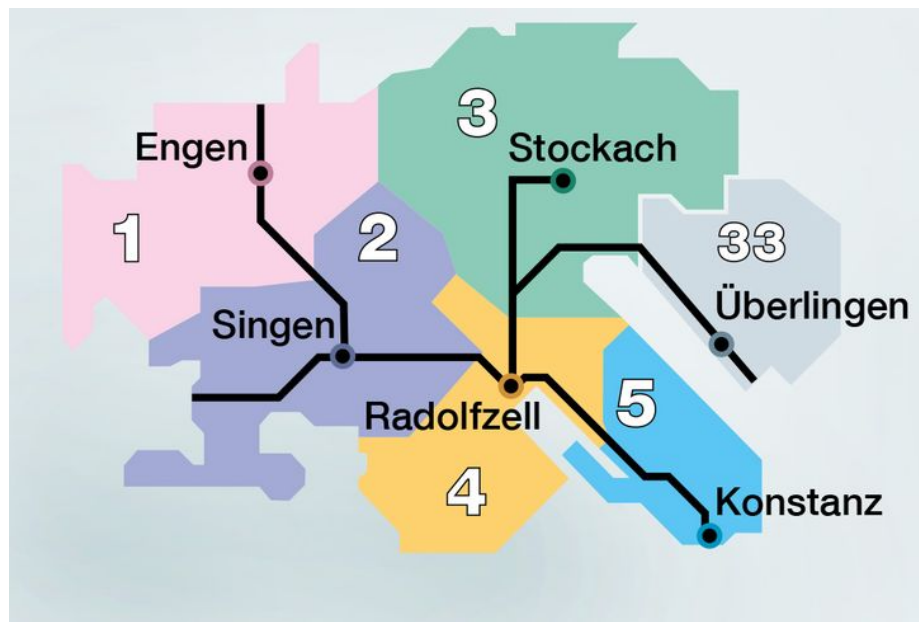 3
Engen
Stockach
1
2
33
Singen
Überlingen
Radolfzell
5
4
Konstanz